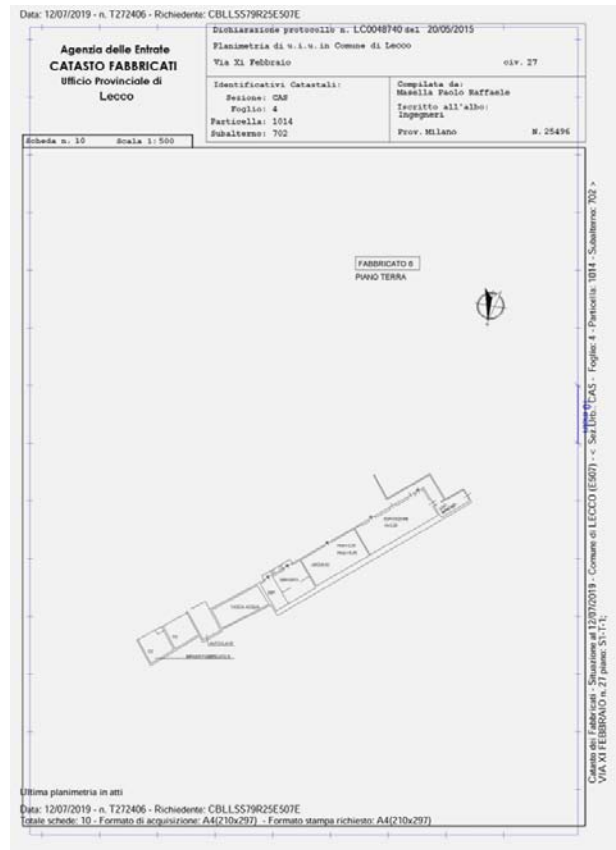 Data: 12/07/2019 - n. T272406 - Richiedente: CBLLSS79R25E507E
Agenzia delle Entrate
CATASTO FABBRICATI
Ufficio Provinciale di
Lecco
Dichiarazione protocollo n. LC0048740 del 20/05/2015
Planimetria di u.i.u. in Comune di Lecco
Via Xi Febbraio civ. 27
Identificativi Catastali:
Sezione: CAS
Foglio: 4
Particella: 1014
Subalterno: 702
Compilata da:
Masella Paolo Raffaele
Iscritto all'albo:
Ingegneri
Prov. Milano N. 25496
Scheda n. 10 Scala 1:500
FABBRICATO 6
PIANO TERRA
VASCA ACQUA
10 metri
Catasto dei Fabbricati - Situazione al 12/07/2019 - Comune di LECCO (E507) - < Sez.Urb.: CAS - Foglio: 4 - Particella: 1014 - Subalterno: 702 >
VIA XI FEBBRAIO n. 27 piano: S1-T-1;
Ultima planimetria in atti
Data: 12/07/2019 - n. T272406 - Richiedente: CBLLSS79R25E507E
Totale schede: 10 - Formato di acquisizione: A4(210x297) - Formato stampa richiesto: A4(210x297)